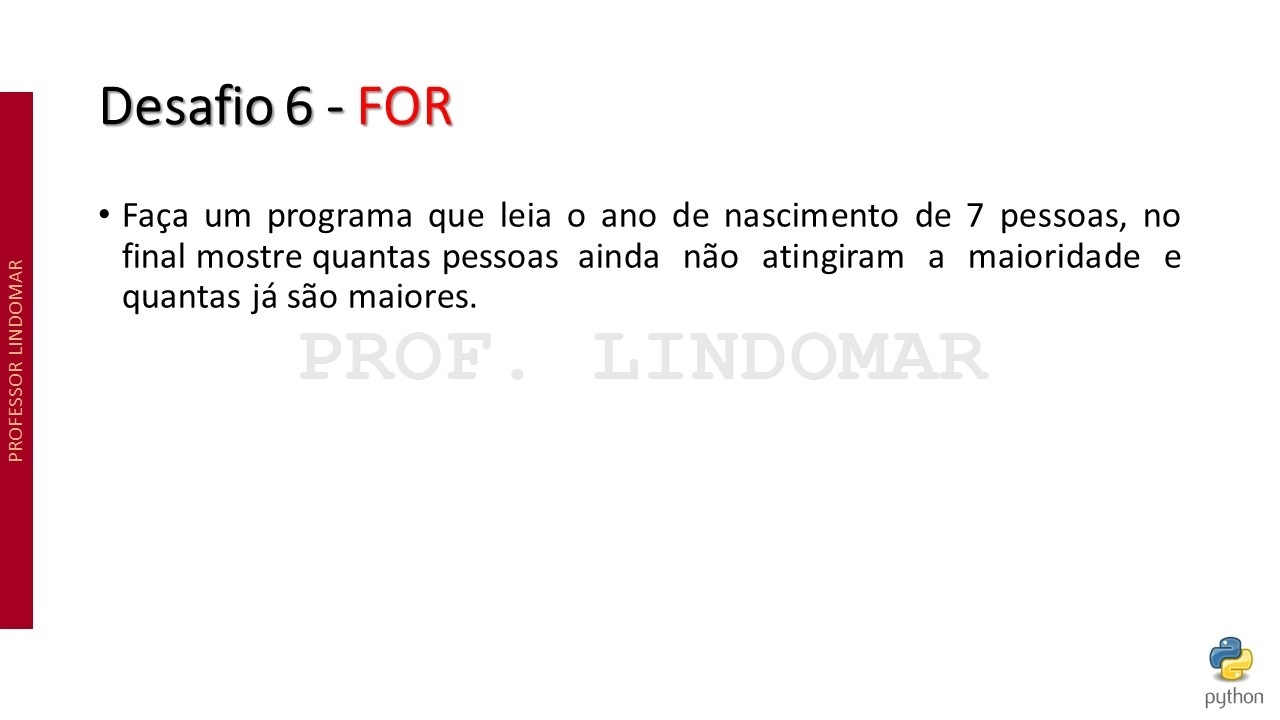 Desafio 6 - FOR
• Faça um programa que leia o ano de nascimento de 7 pessoas, no
final mostre quantas pessoas ainda não atingiram a maioridade e
quantas já são maiores.
PROF. LINDOMAR
PROFESSOR LINDOMAR
python